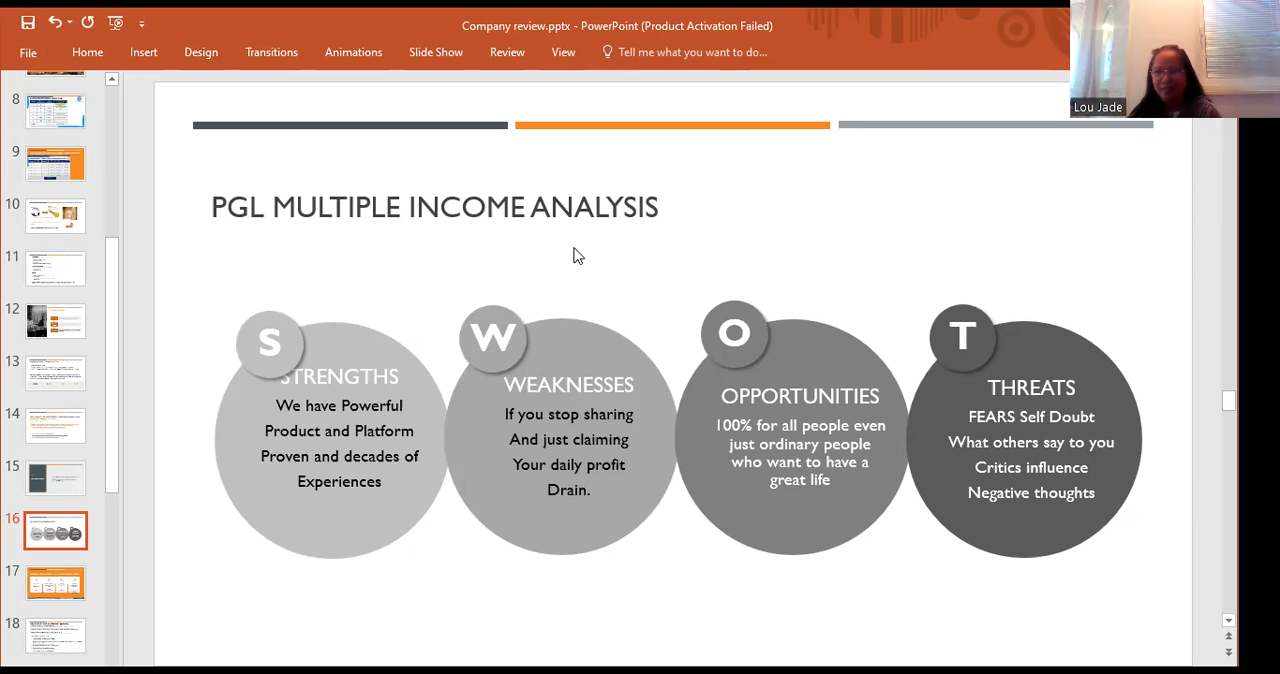 Company review.pptx - PowerPoint (Product Activation Failed)
File Home Insert Design Transitions Animations Slide Show Review View Tell me what you want to do...
Lou Jade
8
9
10
11
12
13
14
15
16
17
18
PGL MULTIPLE INCOME ANALYSIS
S
STRENGTHS
We have Powerful
Product and Platform
Proven and decades of
Experiences
W
WEAKNESSES
If you stop sharing
And just claiming
Your daily profit
Drain.
O
OPPORTUNITIES
100% for all people even
just ordinary people
who want to have a
great life
T
THREATS
FEARS Self Doubt
What others say to you
Critics influence
Negative thoughts